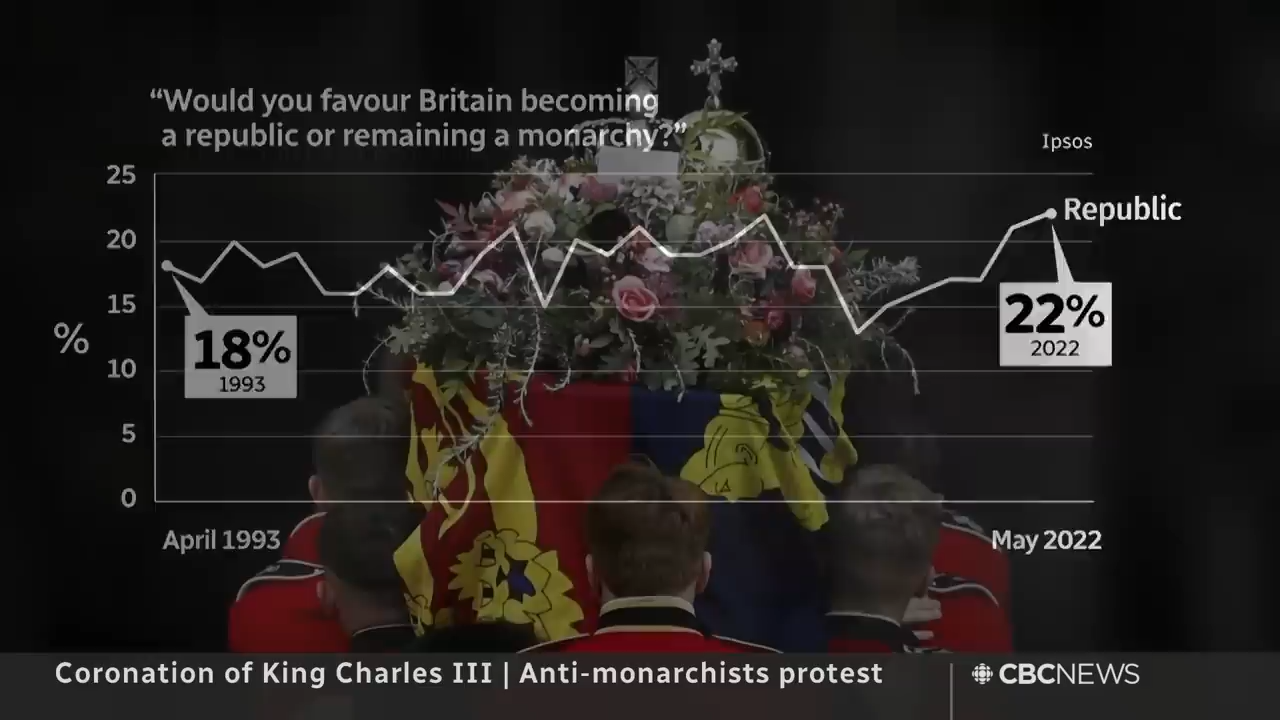 “Would you favour Britain becoming
a republic or remaining a monarchy?”
Ipsos
25
20
15
10
5
0
%
Republic
18%
1993
22%
2022
April 1993
May 2022
Coronation of King Charles III | Anti-monarchists protest
CBCNEWS